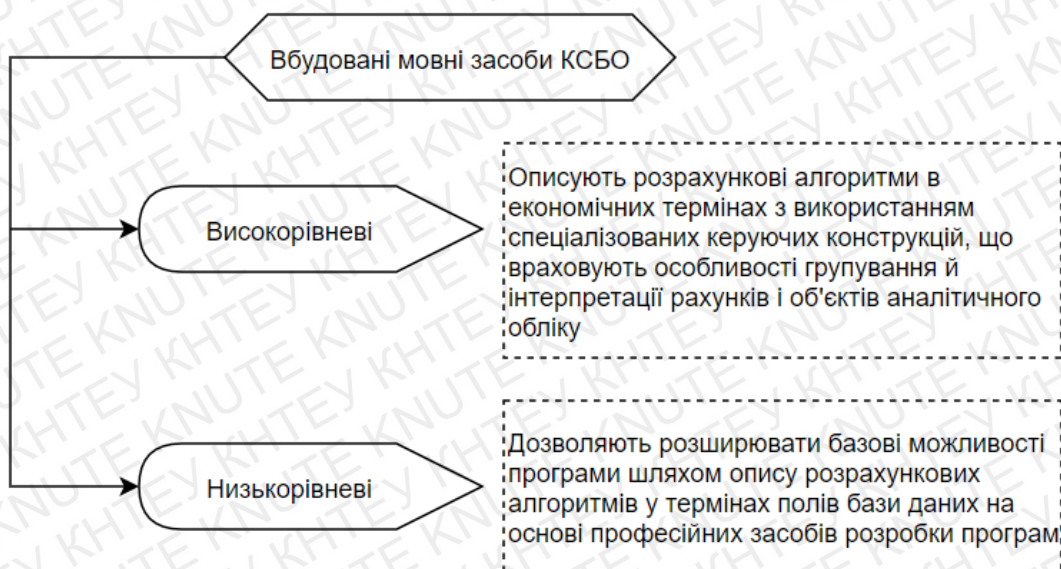 Вбудовані мовні засоби КСБО
Високорівневі
Описують розрахункові алгоритми в
економічних термінах з використанням
спеціалізованих керуючих конструкцій, що
враховують особливості групування й
інтерпретації рахунків і об'єктів аналітичного
обліку
Низькорівневі
Дозволяють розширювати базові можливості
програми шляхом опису розрахункових
алгоритмів у термінах полів бази даних на
основі професійних засобів розробки програм